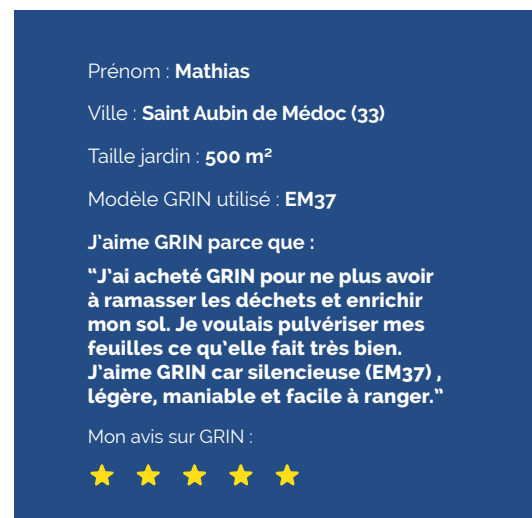 Prénom : Mathias
Ville : Saint Aubin de Médoc (33)
Taille jardin : 500 m²
Modèle GRIN utilisé : EM37
J'aime GRIN parce que :
“J'ai acheté GRIN pour ne plus avoir
à ramasser les déchets et enrichir
mon sol. Je voulais pulvériser mes
feuilles ce qu'elle fait très bien.
J'aime GRIN car silencieuse (EM37) ,
légère, maniable et facile à ranger.”
Mon avis sur GRIN :